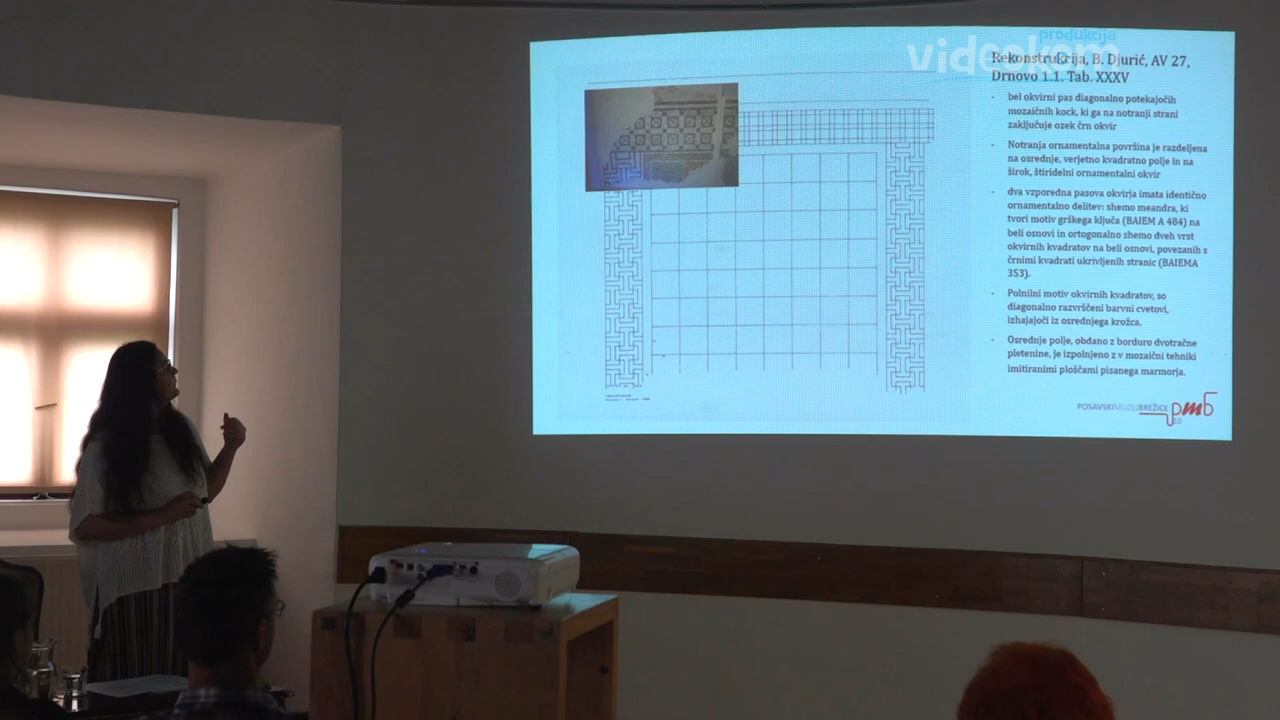 produkcija
videokom
Rekonstrukcija, B. Djurić, AV 27,
Drnovo 1.1. Tab. XXXV
- bel okvirni pas diagonalno potekajočih
mozaičnih kock, ki ga na notranji strani
zaključuje ozek črn okvir
- Notranja ornamentalna površina je razdeljena
na osrednje, verjetno kvadratno polje in na
širok, štiridelni ornamentalni okvir
- dva vzporedna pasova okvirja imata identično
ornamentalno delitev: shemo meandra, ki
tvori motiv grškega ključa (BAIEM A 484) na
beli osnovi in ortogonalno shemo dveh vrst
okvirnih kvadratov na beli osnovi, povezanih s
črnimi kvadrati ukrivljenih stranic (BAIEMA
353).
- Polnilni motiv okvirnih kvadratov, so
diagonalno razvrščeni barvni cvetovi,
izhajajoči iz osrednjega krožca.
- Osrednje polje, obdano z borduro dvotračne
pletenine, je izpolnjeno z v mozaični tehniki
imitiranimi ploščami pisanega marmorja.
POSAVSKIMUZEJBREŽICE pmb
10